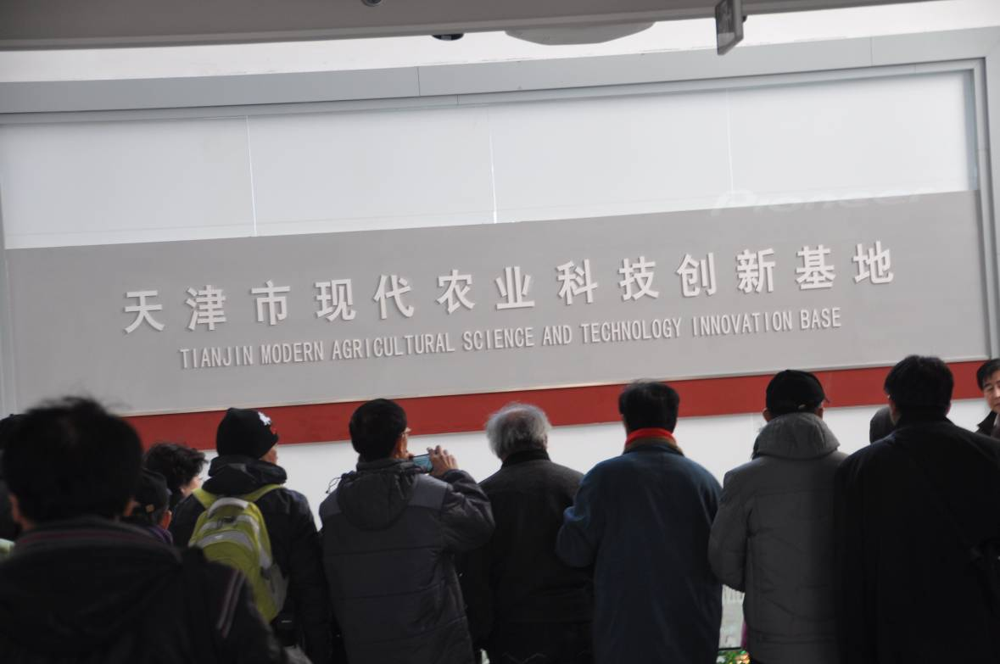 Pioneer
天津市现代农业科技创新基地
TIANJIN MODERN AGRICULTURAL SCIENCE AND TECHNOLOGY INNOVATION BASE